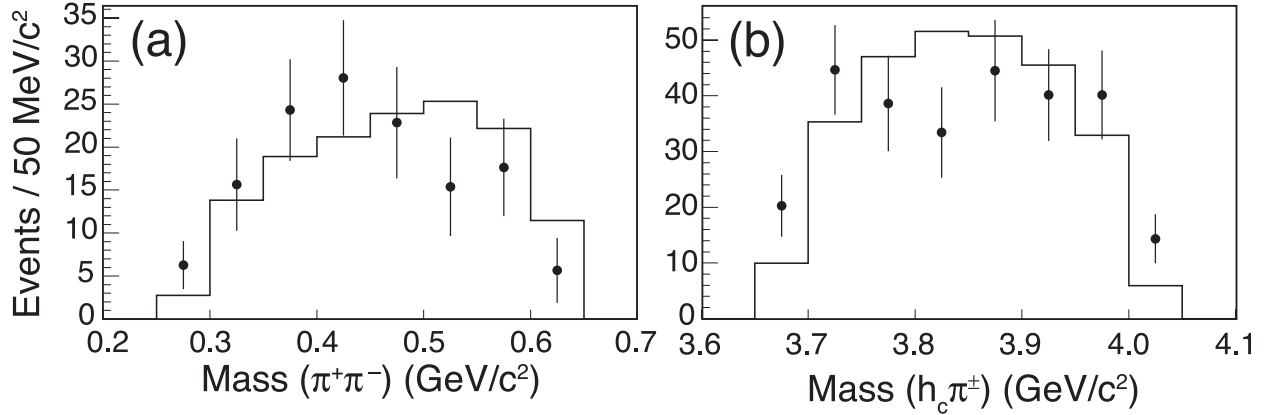 Events / 50 MeV/c²
35
30
25
20
15
10
5
0
(a)
0.2 0.3 0.4 0.5 0.6 0.7
Mass (π⁺π⁻) (GeV/c²)
50
40
30
20
10
0
(b)
3.6 3.7 3.8 3.9 4.0 4.1
Mass (h_cπ±) (GeV/c²)